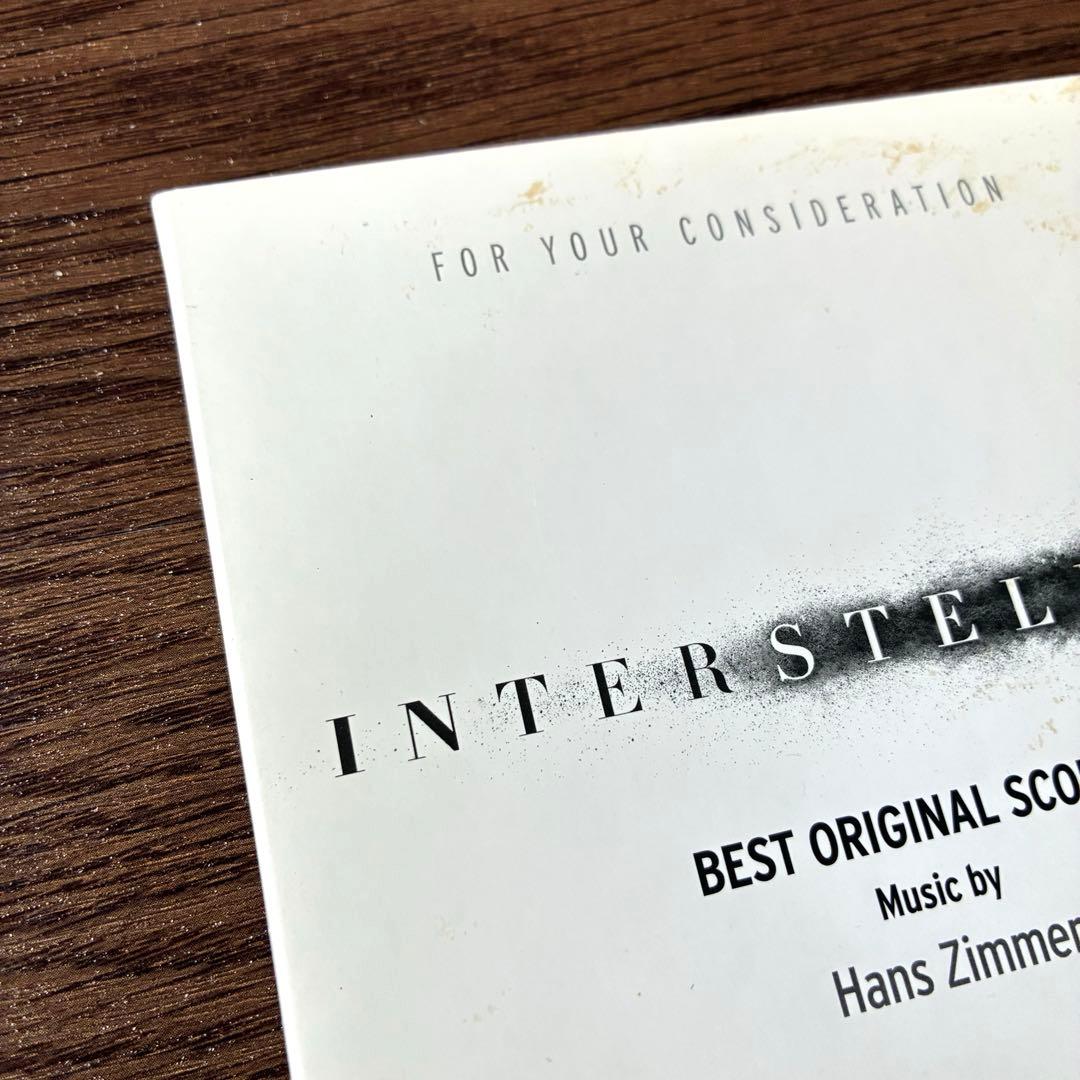 FOR YOUR CONSIDERATION
INTERSTEL
BEST ORIGINAL SCO
Music by
Hans Zimmer